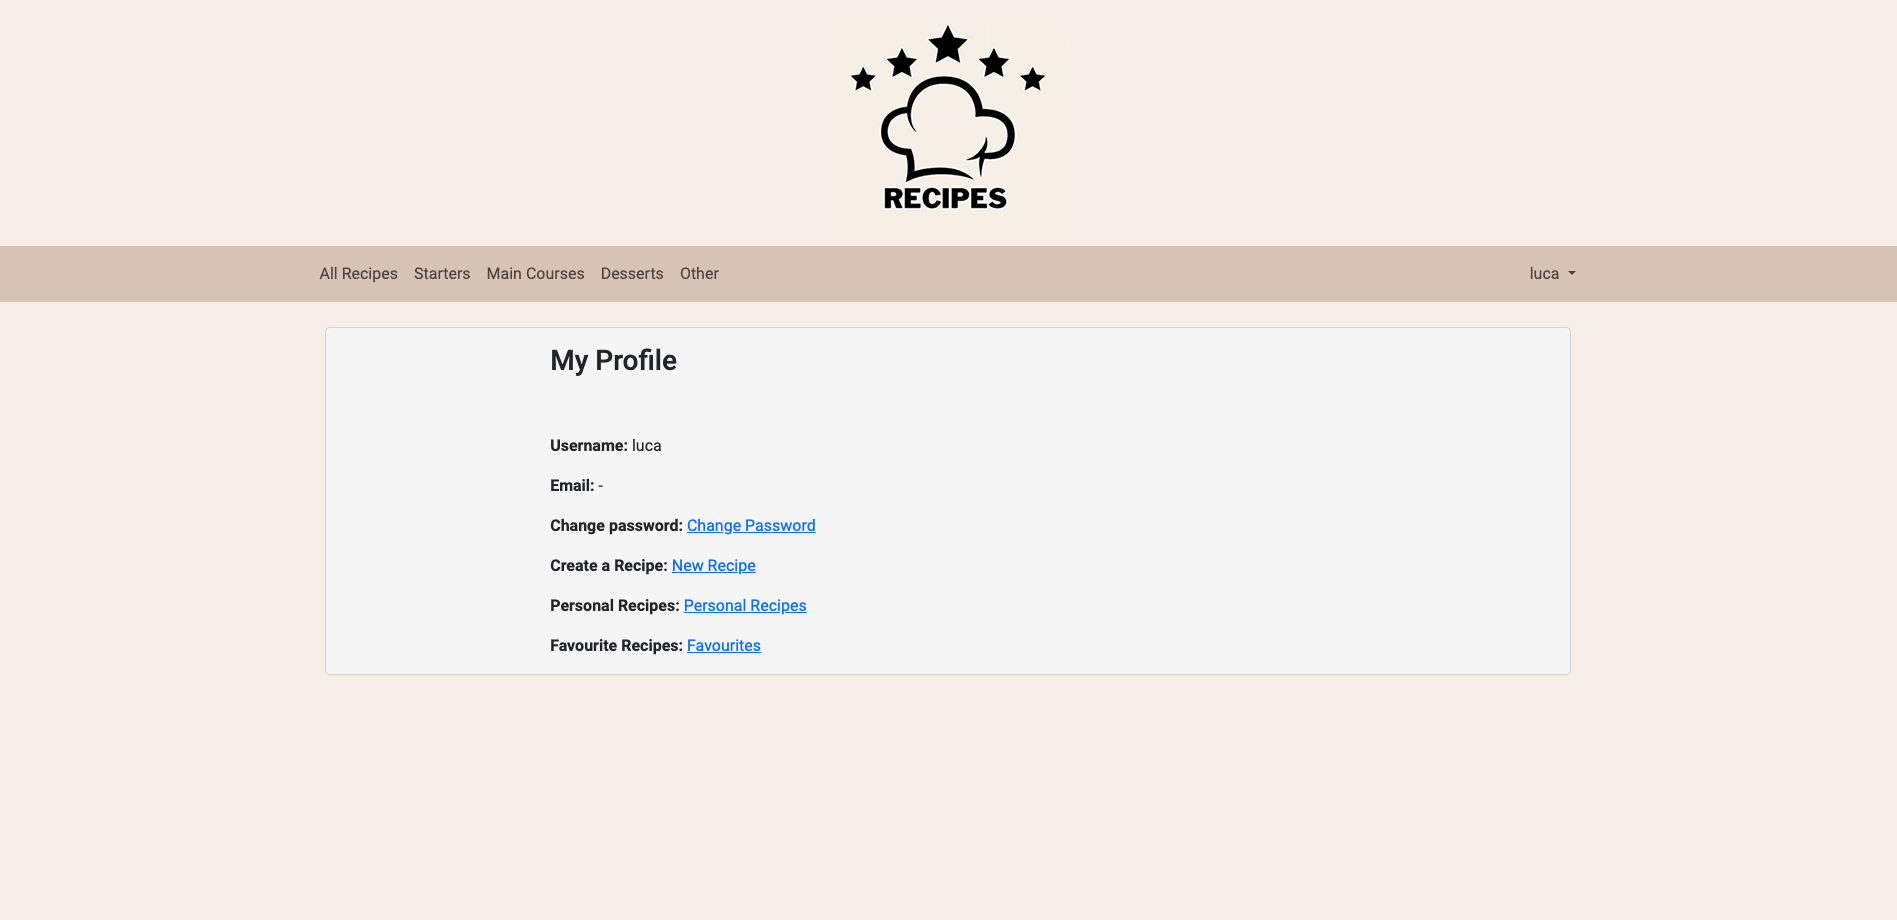 RECIPES
All Recipes Starters Main Courses Desserts Other luca
My Profile
Username: luca
Email: -
Change password: Change Password
Create a Recipe: New Recipe
Personal Recipes: Personal Recipes
Favourite Recipes: Favourites